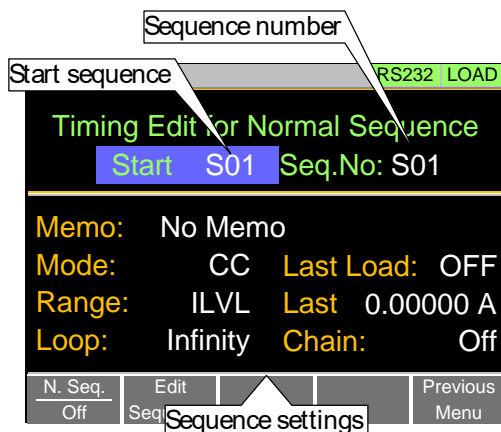 Sequence number
Start sequence
RS232 LOAD
Timing Edit for Normal Sequence
Start S01 Seq.No: S01
Memo: No Memo
Mode: CC Last Load: OFF
Range: ILVL Last 0.00000 A
Loop: Infinity Chain: Off
N. Seq. Edit Previous
Off Menu
Sequence settings